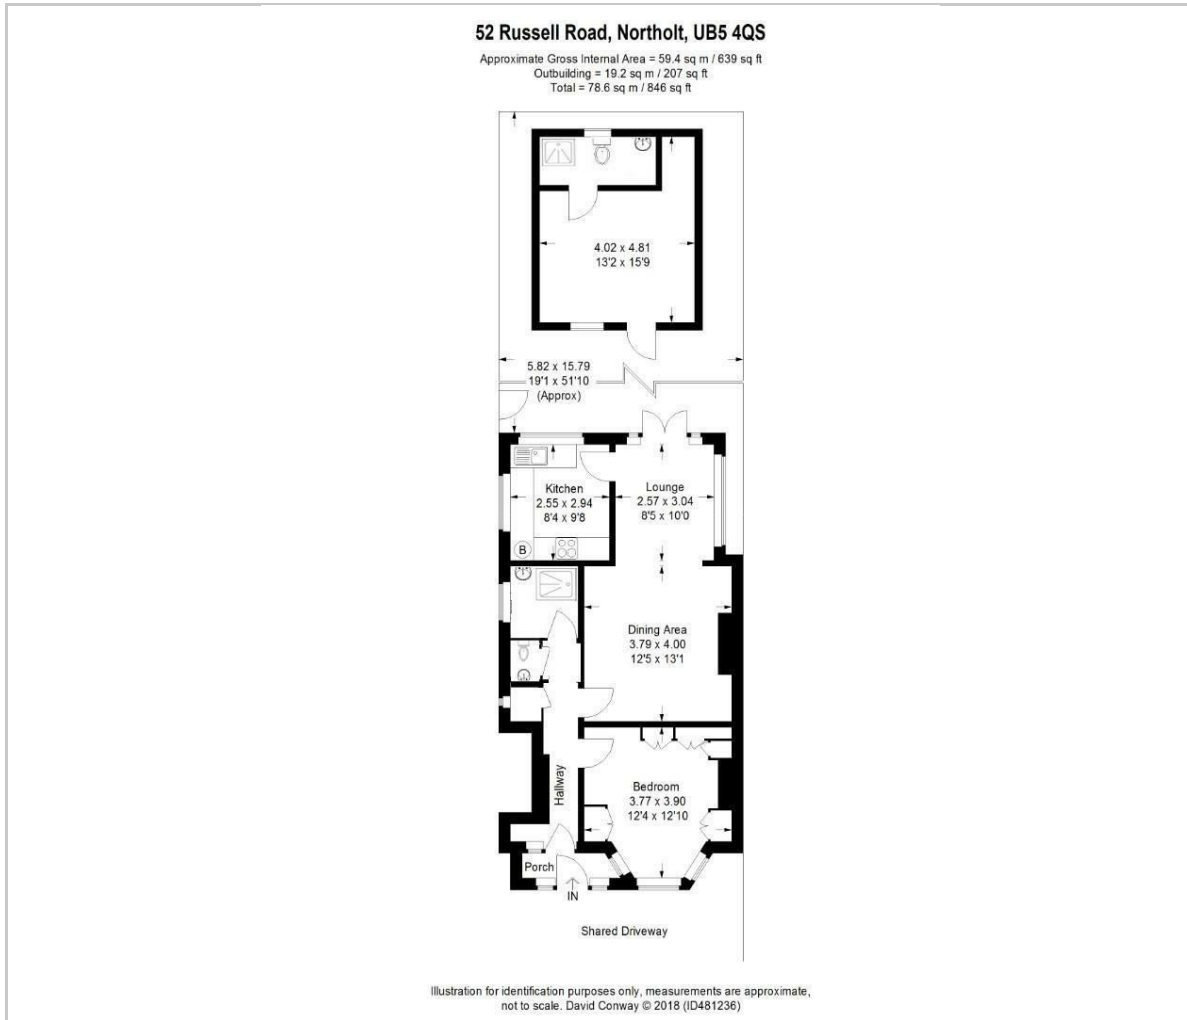 52 Russell Road, Northolt, UB5 4QS
Approximate Gross Internal Area = 59.4 sq m / 639 sq ft
Outbuilding = 19.2 sq m / 207 sq ft
Total = 78.6 sq m / 846 sq ft
4.02 x 4.81
13'2 x 15'9
5.82 x 15.79
19'1 x 51'10
(Approx)
Kitchen
2.55 x 2.94
8'4 x 9'8
B
Lounge
2.57 x 3.04
8'5 x 10'0
Dining Area
3.79 x 4.00
12'5 x 13'1
Hallway
Bedroom
3.77 x 3.90
12'4 x 12'10
Porch
IN
Shared Driveway
Illustration for identification purposes only, measurements are approximate,
not to scale. David Conway © 2018 (ID481236)